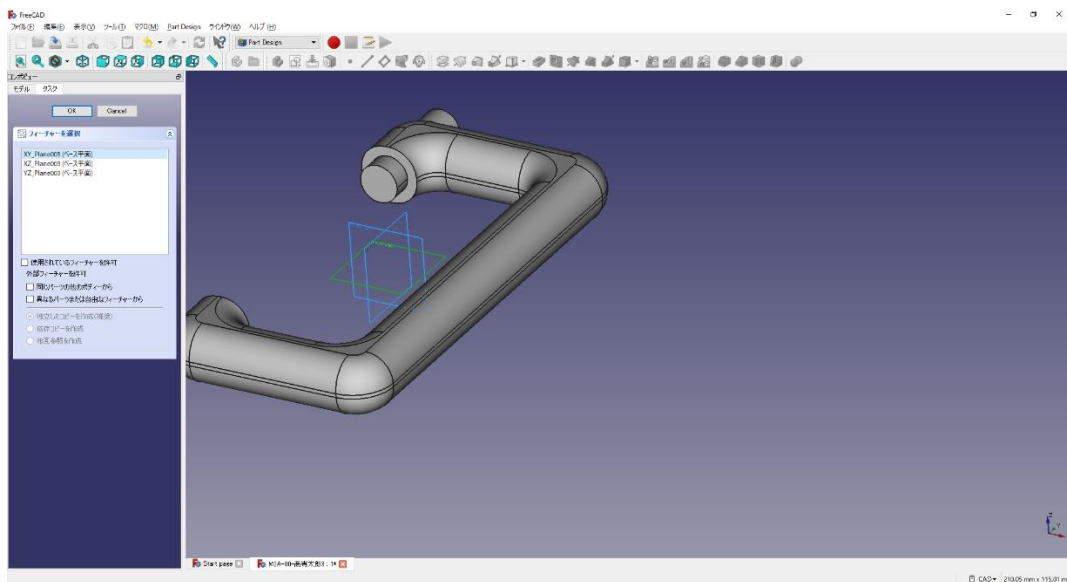 FreeCAD
ファイル(F) 編集(E) 表示(V) ツール(T) マクロ(M) Part Design ウインドウ(W) ヘルプ(H)
Part Design
コンボビュー
モデル タスク
OK Cancel
フィーチャーを選択
XY_Plane003 (ベース平面)
XZ_Plane003 (ベース平面)
YZ_Plane003 (ベース平面)
使用されているフィーチャーを許可
外部フィーチャーを許可
同じパーツの他のボディーから
異なるパーツまたは自由なフィーチャーから
独立したコピーを作成(推奨)
依存コピーを作成
相互参照を作成
Z
Y
Start page
CAD 210.05 mm x 115.01 m